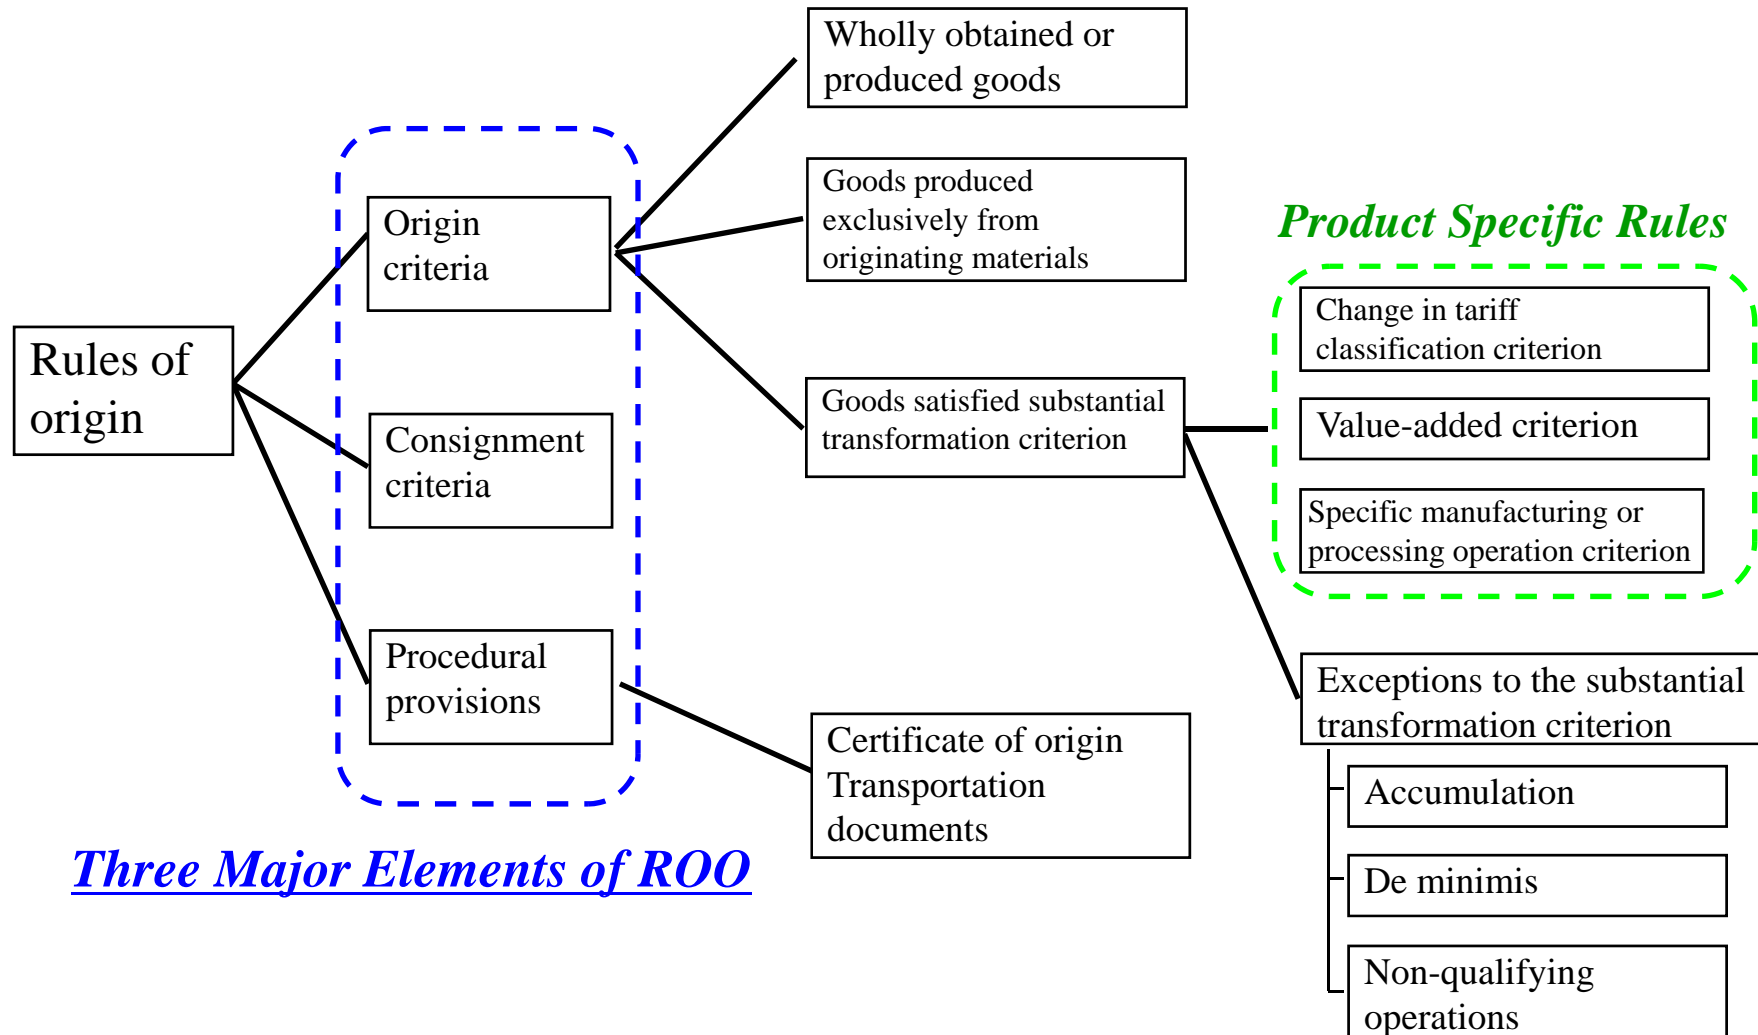 Rules of
origin
Origin
criteria
Consignment
criteria
Procedural
provisions
Three Major Elements of ROO
Wholly obtained or
produced goods
Goods produced
exclusively from
originating materials
Goods satisfied substantial
transformation criterion
Certificate of origin
Transportation
documents
Product Specific Rules
Change in tariff
classification criterion
Value-added criterion
Specific manufacturing or
processing operation criterion
Exceptions to the substantial
transformation criterion
Accumulation
De minimis
Non-qualifying
operations